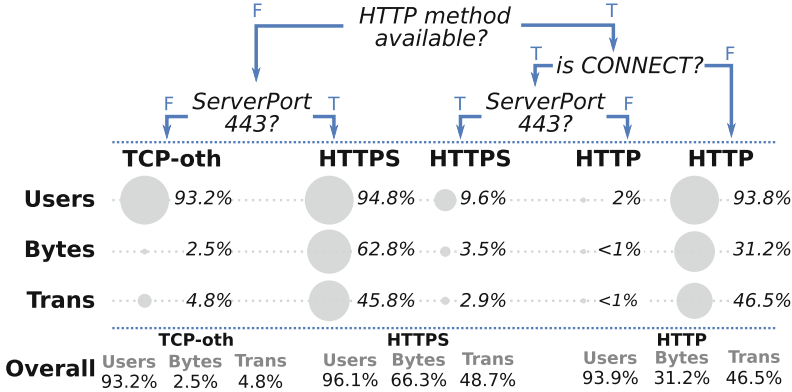 F HTTP method T
available?
T is CONNECT? F
F ServerPort T T ServerPort F
443? 443?
TCP-oth HTTPS HTTPS HTTP HTTP
Users 93.2% 94.8% 9.6% 2% 93.8%
Bytes 2.5% 62.8% 3.5% <1% 31.2%
Trans 4.8% 45.8% 2.9% <1% 46.5%
TCP-oth HTTPS HTTP
Overall Users Bytes Trans Users Bytes Trans Users Bytes Trans
93.2% 2.5% 4.8% 96.1% 66.3% 48.7% 93.9% 31.2% 46.5%